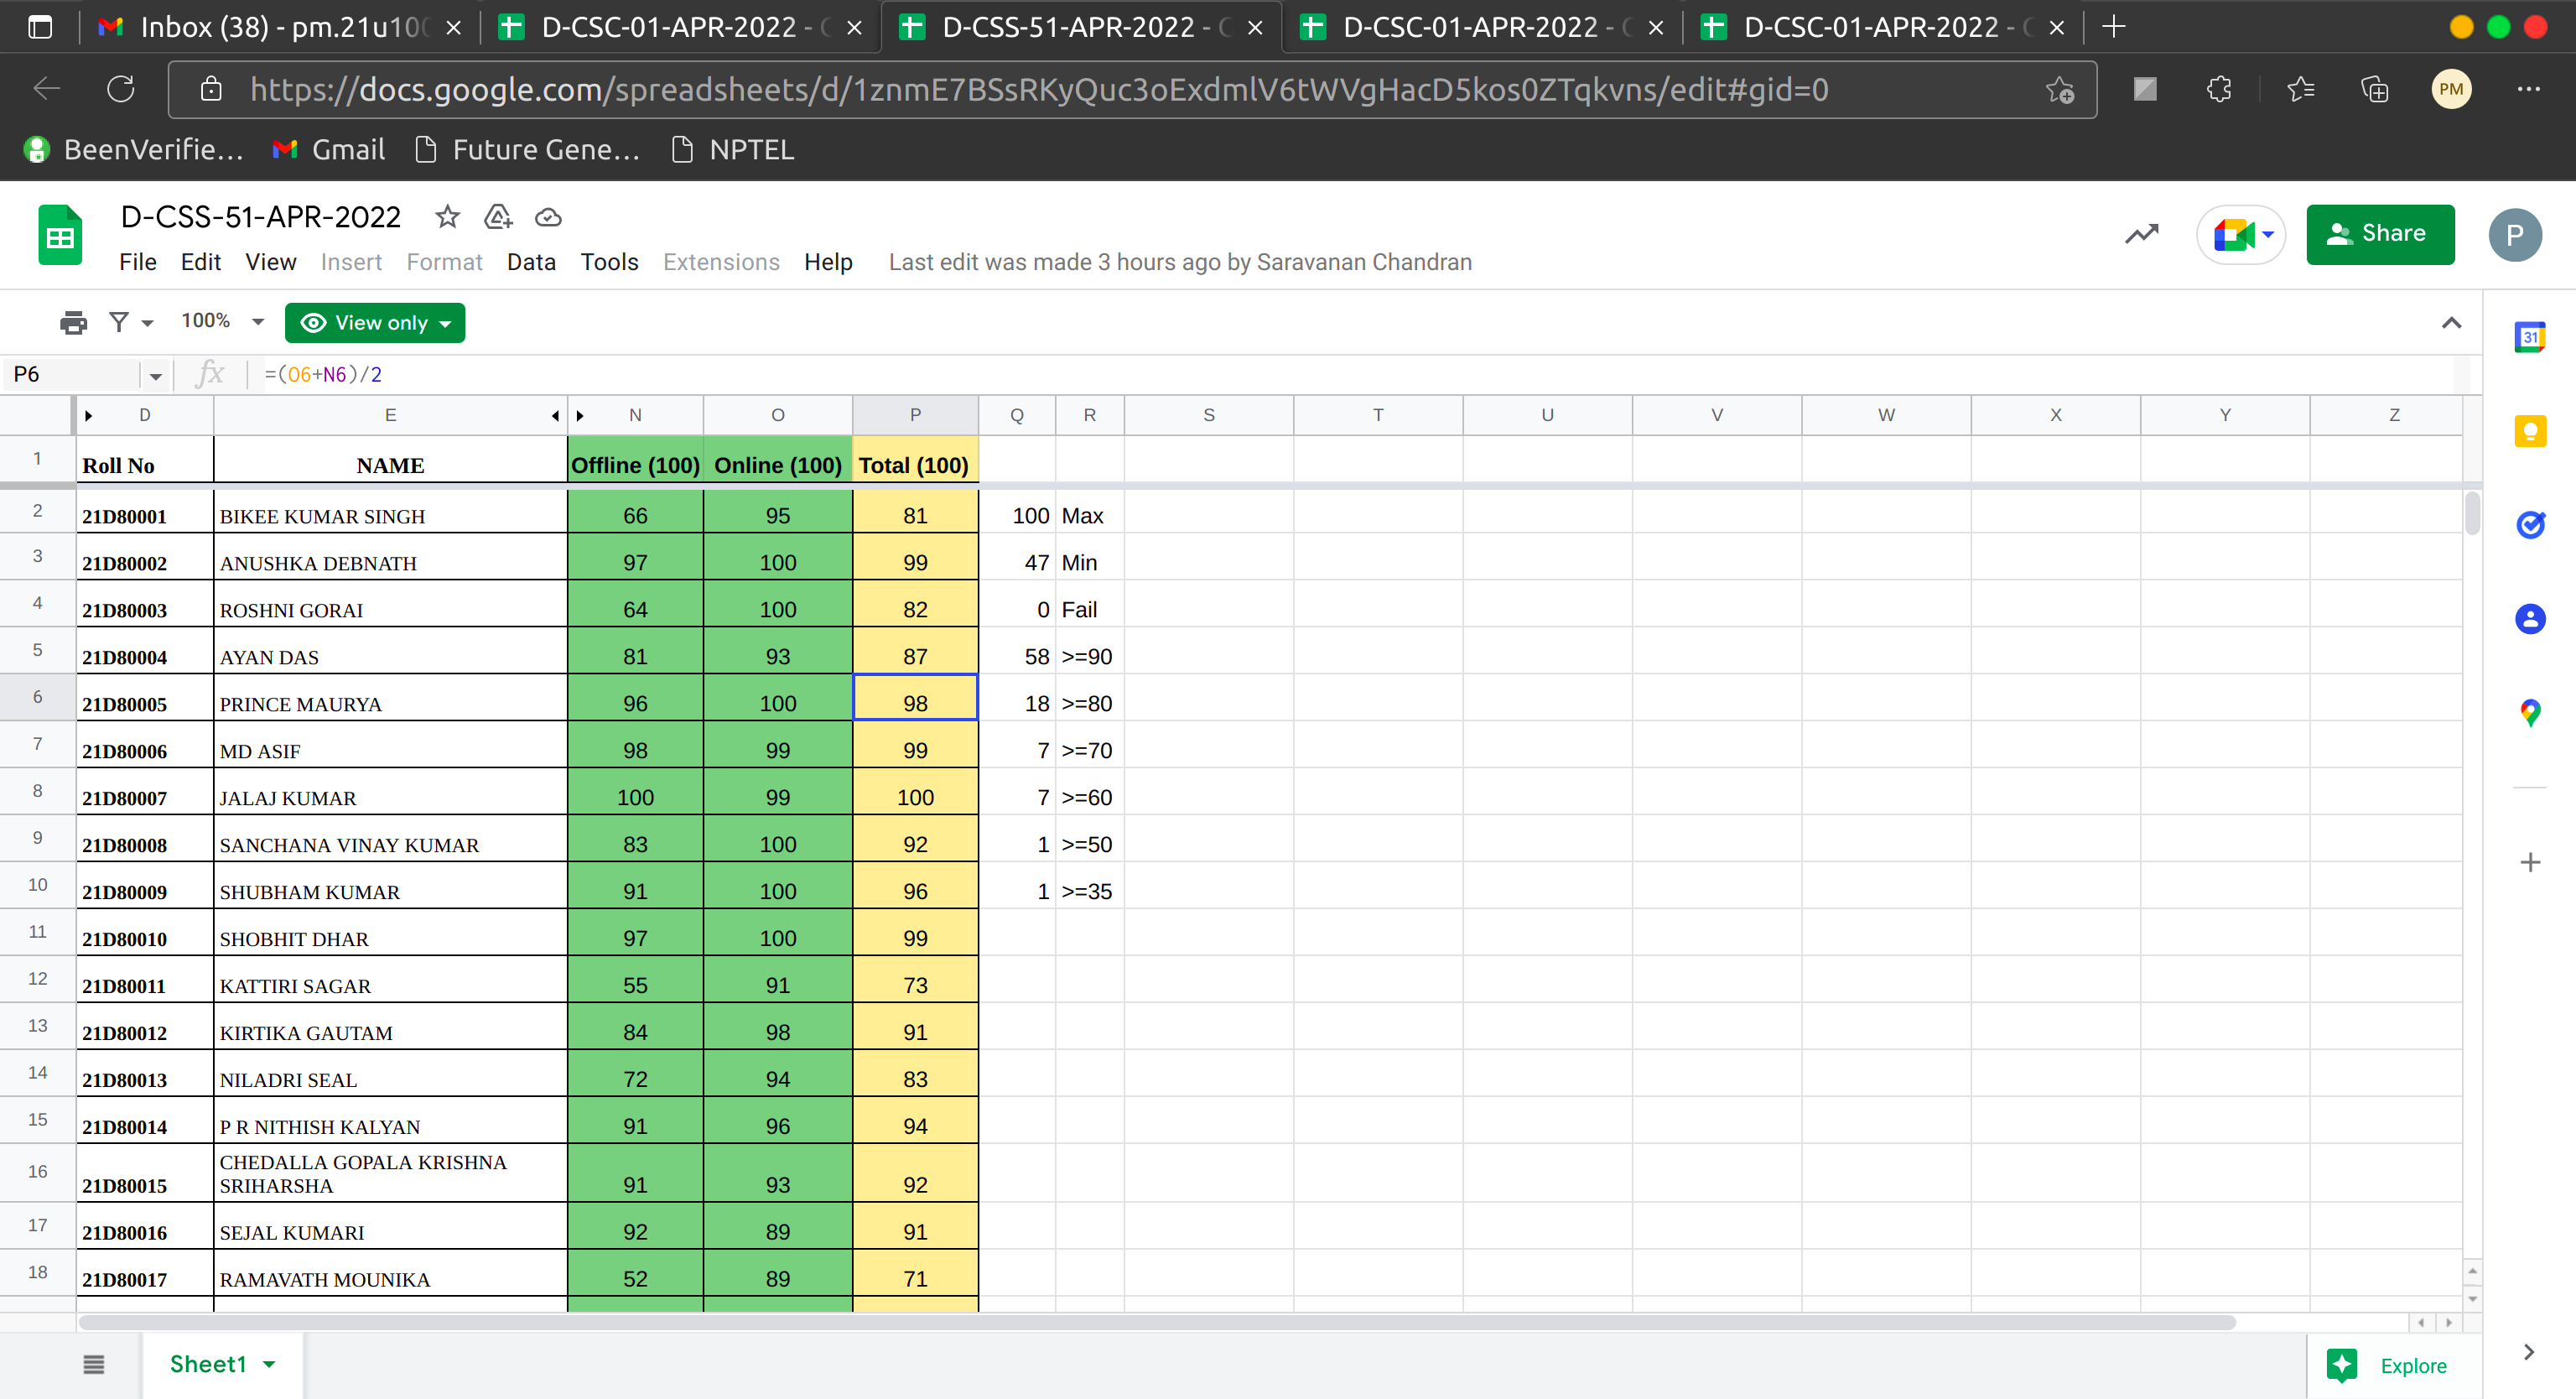 Inbox (38) - pm.21u10
D-CSC-01-APR-2022 -
D-CSS-51-APR-2022 -
D-CSC-01-APR-2022 -
D-CSC-01-APR-2022 -
https://docs.google.com/spreadsheets/d/1znmE7BSsRKyQuc3oExdmlV6tWVgHacD5kos0ZTqkvns/edit#gid=0
PM
BeenVerifie... Gmail Future Gene... NPTEL
D-CSS-51-APR-2022
Share
P
File Edit View Insert Format Data Tools Extensions Help Last edit was made 3 hours ago by Saravanan Chandran
100% View only
31
P6 fx =(O6+N6)/2
D E N O P Q R S T U V W X Y Z
1 Roll No NAME Offline (100) Online (100) Total (100)
2 21D80001 BIKEE KUMAR SINGH 66 95 81 100 Max
3 21D80002 ANUSHKA DEBNATH 97 100 99 47 Min
4 21D80003 ROSHNI GORAI 64 100 82 0 Fail
5 21D80004 AYAN DAS 81 93 87 58 >=90
6 21D80005 PRINCE MAURYA 96 100 98 18 >=80
7 21D80006 MD ASIF 98 99 99 7 >=70
8 21D80007 JALAJ KUMAR 100 99 100 7 >=60
9 21D80008 SANCHANA VINAY KUMAR 83 100 92 1 >=50
10 21D80009 SHUBHAM KUMAR 91 100 96 1 >=35
11 21D80010 SHOBHIT DHAR 97 100 99
12 21D80011 KATTIRI SAGAR 55 91 73
13 21D80012 KIRTIKA GAUTAM 84 98 91
14 21D80013 NILADRI SEAL 72 94 83
15 21D80014 P R NITHISH KALYAN 91 96 94
16 21D80015 CHEDALLA GOPALA KRISHNA
SRIHARSHA 91 93 92
17 21D80016 SEJAL KUMARI 92 89 91
18 21D80017 RAMAVATH MOUNIKA 52 89 71
Sheet1
Explore